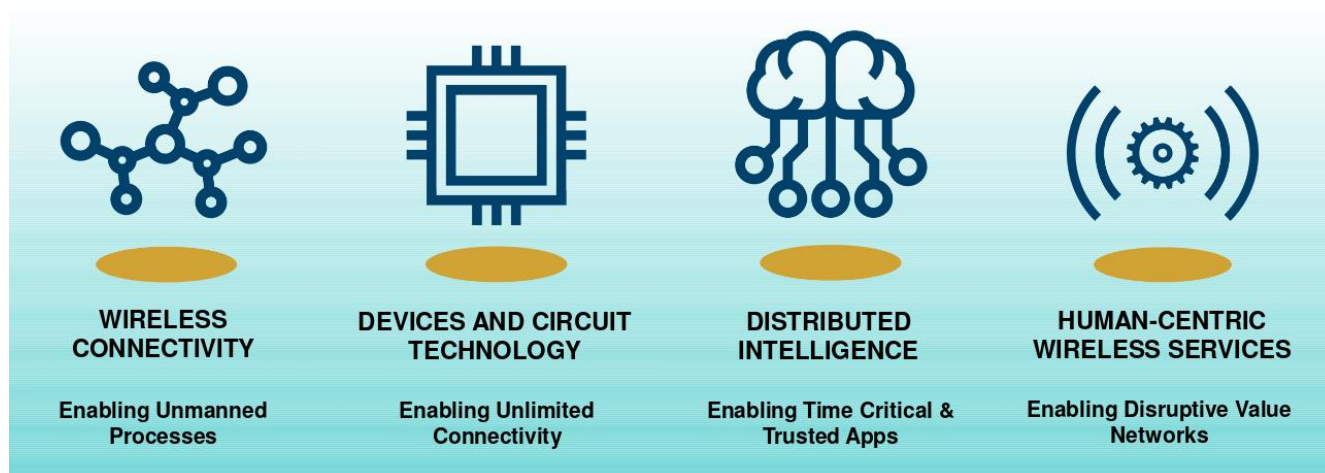 WIRELESS
CONNECTIVITY
Enabling Unmanned
Processes
DEVICES AND CIRCUIT
TECHNOLOGY
Enabling Unlimited
Connectivity
DISTRIBUTED
INTELLIGENCE
Enabling Time Critical &
Trusted Apps
HUMAN-CENTRIC
WIRELESS SERVICES
Enabling Disruptive Value
Networks